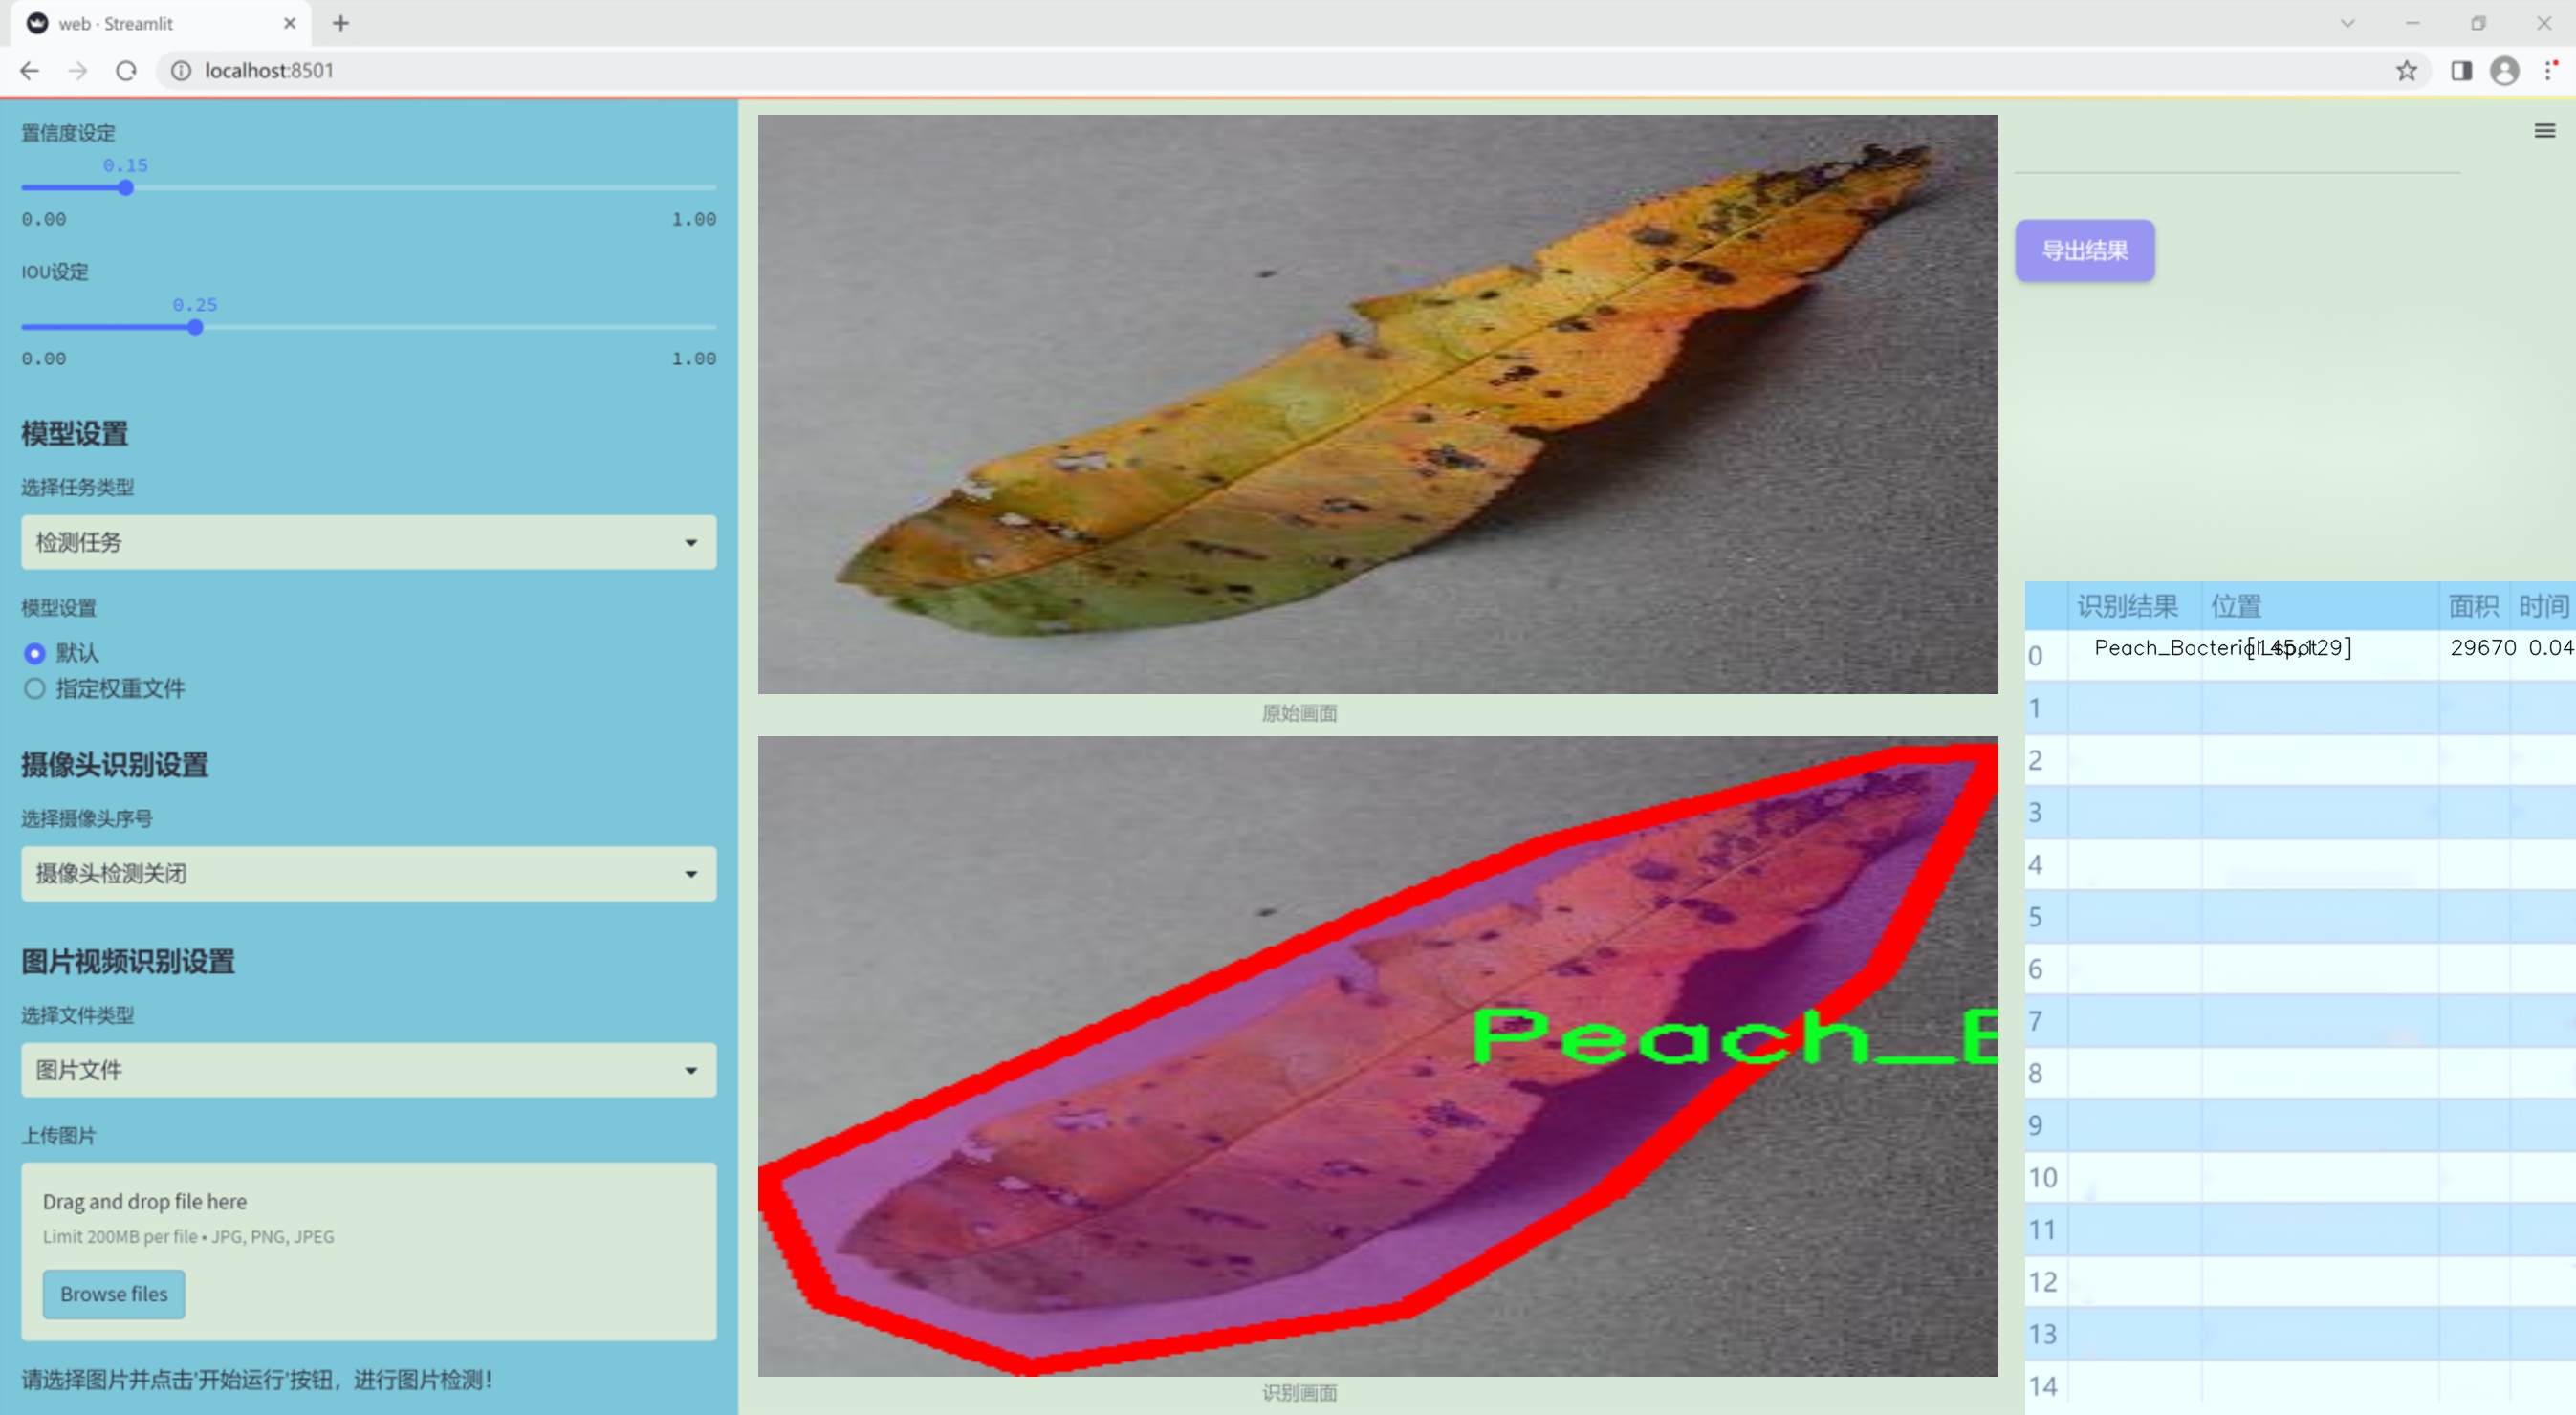 web · Streamlit
localhost:8501
置信度设定
0.15
0.00
1.00
IOU设定
0.25
0.00
1.00
模型设置
选择任务类型
检测任务
模型设置
默认
指定权重文件
摄像头识别设置
选择摄像头序号
摄像头检测关闭
图片视频识别设置
选择文件类型
图片文件
上传图片
Drag and drop file here
Limit 200MB per file • JPG, PNG, JPEG
Browse files
请选择图片并点击'开始运行'按钮，进行图片检测！
原始画面
Peach_B
识别画面
导出结果
识别结果 位置 面积 时间
0 Peach_Bacterial_spot [145,129] 29670 0.04
1
2
3
4
5
6
7
8
9
10
11
12
13
14